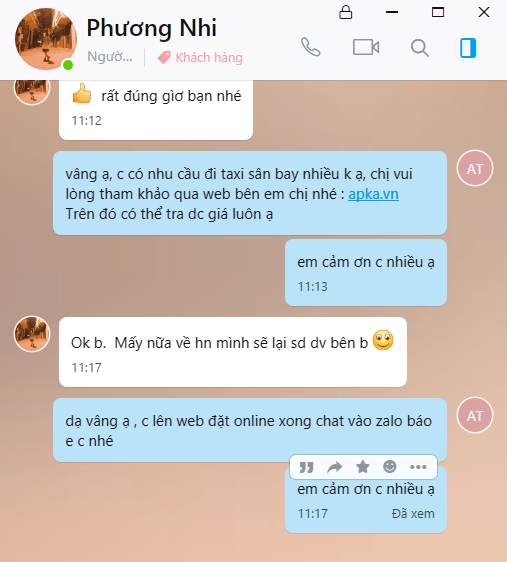 Phương Nhi
Ngườ... Khách hàng
👍 rất đúng giờ bạn nhé
11:12
AT
vâng ạ, c có nhu cầu đi taxi sân bay nhiều k ạ, chị vui
lòng tham khảo qua web bên em chị nhé : apka.vn
Trên đó có thể tra dc giá luôn ạ
em cảm ơn c nhiều ạ
11:13
Ok b. Mấy nữa về hn mình sẽ lại sd dv bên b 🙂
11:17
AT
dạ vâng ạ , c lên web đặt online xong chat vào zalo báo
e c nhé
em cảm ơn c nhiều ạ
11:17 Đã xem